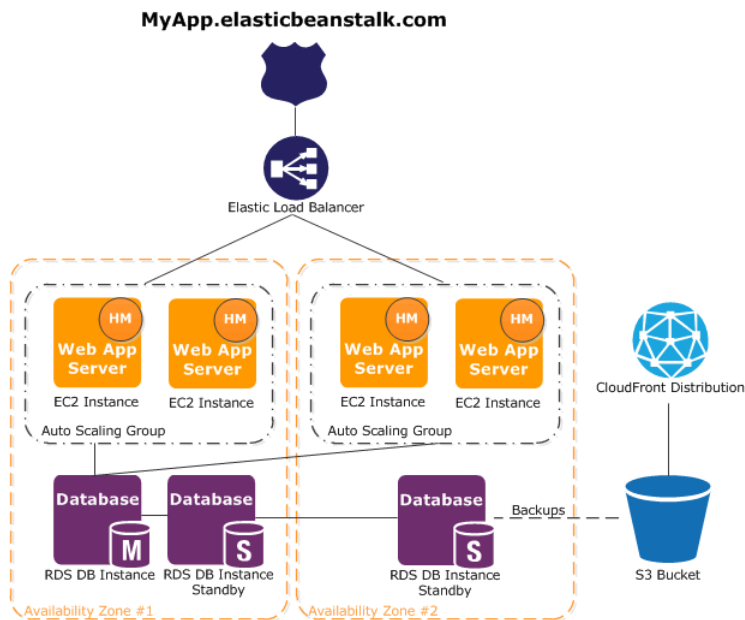 MyApp.elasticbeanstalk.com
Elastic Load Balancer
HM
HM
HM
HM
Web App
Server
Web App
Server
Web App
Server
Web App
Server
EC2 Instance
EC2 Instance
EC2 Instance
EC2 Instance
CloudFront Distribution
Auto Scaling Group
Auto Scaling Group
Database
Database
Database
Backups
M
S
S
RDS DB Instance
RDS DB Instance
Standby
RDS DB Instance
Standby
S3 Bucket
Availability Zone #1
Availability Zone #2